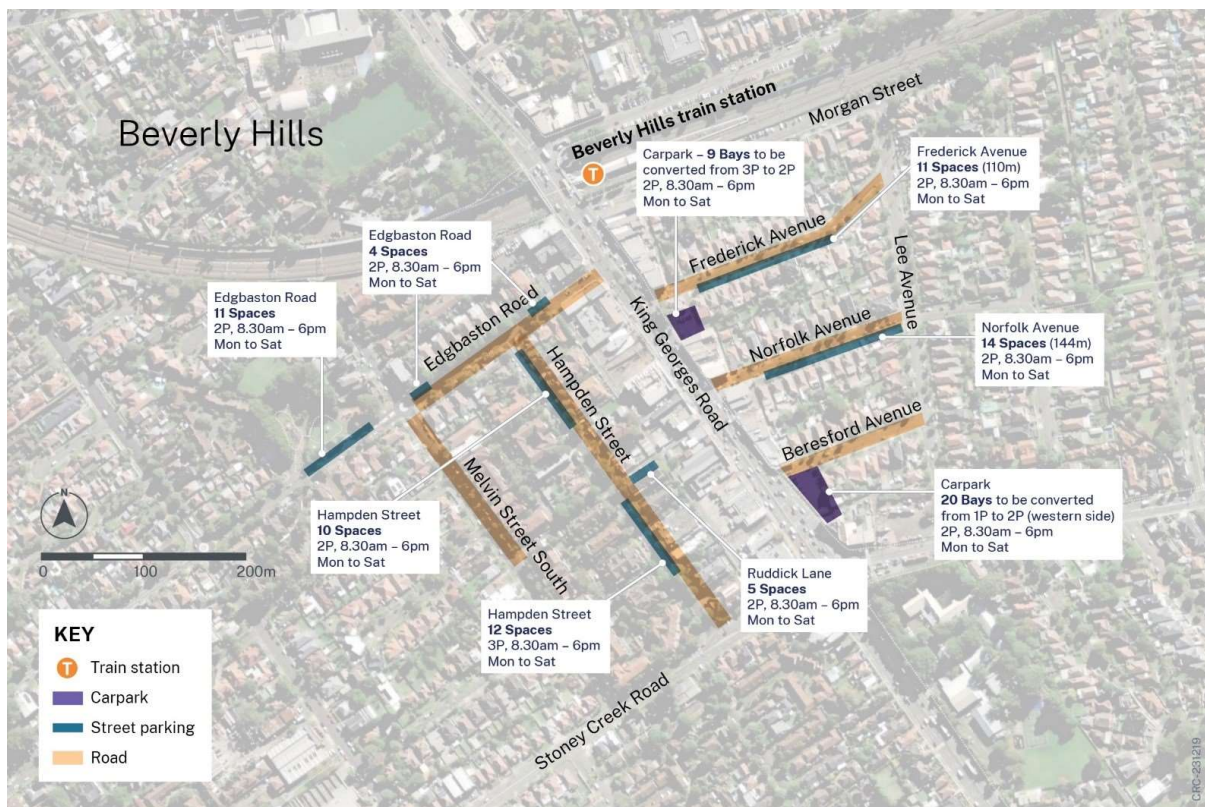 Beverly Hills
Beverly Hills train station
Morgan Street
T
Carpark – 9 Bays to be
converted from 3P to 2P
2P, 8.30am – 6pm
Mon to Sat
Frederick Avenue
11 Spaces (110m)
2P, 8.30am – 6pm
Mon to Sat
Edgbaston Road
4 Spaces
2P, 8.30am – 6pm
Mon to Sat
Frederick Avenue
Lee Avenue
Edgbaston Road
11 Spaces
2P, 8.30am – 6pm
Mon to Sat
Edgbaston Road
King Georges Road
Norfolk Avenue
Norfolk Avenue
14 Spaces (144m)
2P, 8.30am – 6pm
Mon to Sat
Hampden Street
Beresford Avenue
Melvin Street South
Carpark
20 Bays to be converted
from 1P to 2P (western side)
2P, 8.30am – 6pm
Mon to Sat
Hampden Street
10 Spaces
2P, 8.30am – 6pm
Mon to Sat
N
0 100 200m
Ruddick Lane
5 Spaces
2P, 8.30am – 6pm
Mon to Sat
Hampden Street
12 Spaces
3P, 8.30am – 6pm
Mon to Sat
Stoney Creek Road
KEY
T Train station
Carpark
Street parking
Road
CRC-231219